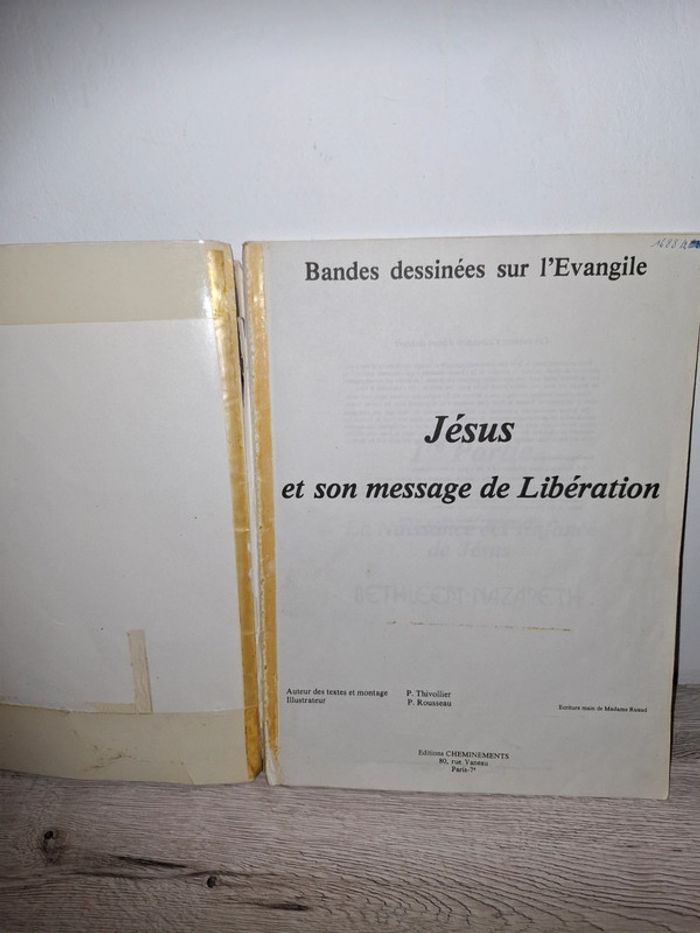 Bandes dessinées sur l'Evangile
Jésus
et son message de Libération
Auteur des textes et montage P. Thivollier
Illustrateur P. Rousseau
Ecriture main de Madame
Editions CHEMINEMENTS
80, rue Vaneau
Paris-7e